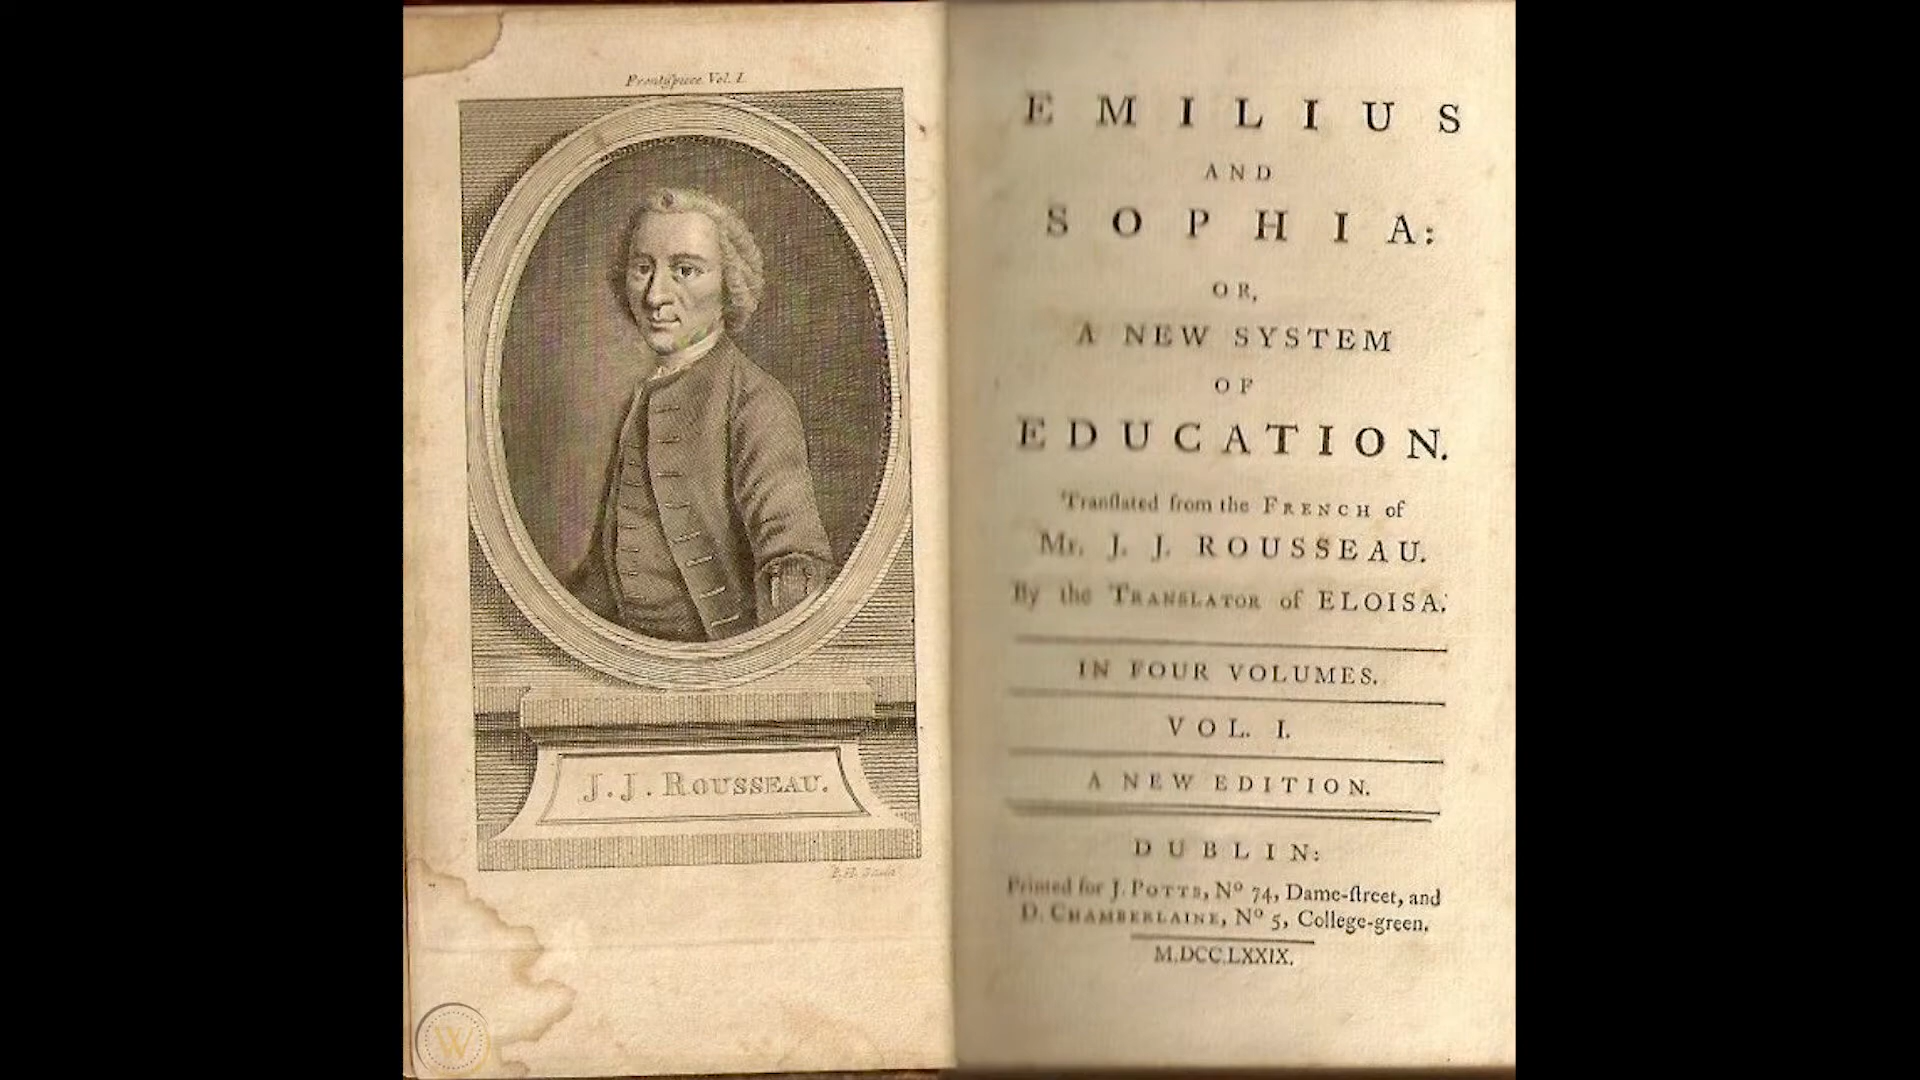 Frontispiece Vol. I.
J. J. ROUSSEAU.
EMILIUS
AND
SOPHIA:
OR,
A NEW SYSTEM
OF
EDUCATION.
Tranſlated from the FRENCH of
Mr. J. J. ROUSSEAU.
By the TRANSLATOR of ELOISA.
IN FOUR VOLUMES.
VOL. I.
A NEW EDITION.
DUBLIN:
Printed for J. POTTS, Nº 74, Dame-ſtreet, and
D. CHAMBERLAINE, Nº 5, College-green.
M.DCC.LXXIX.
W